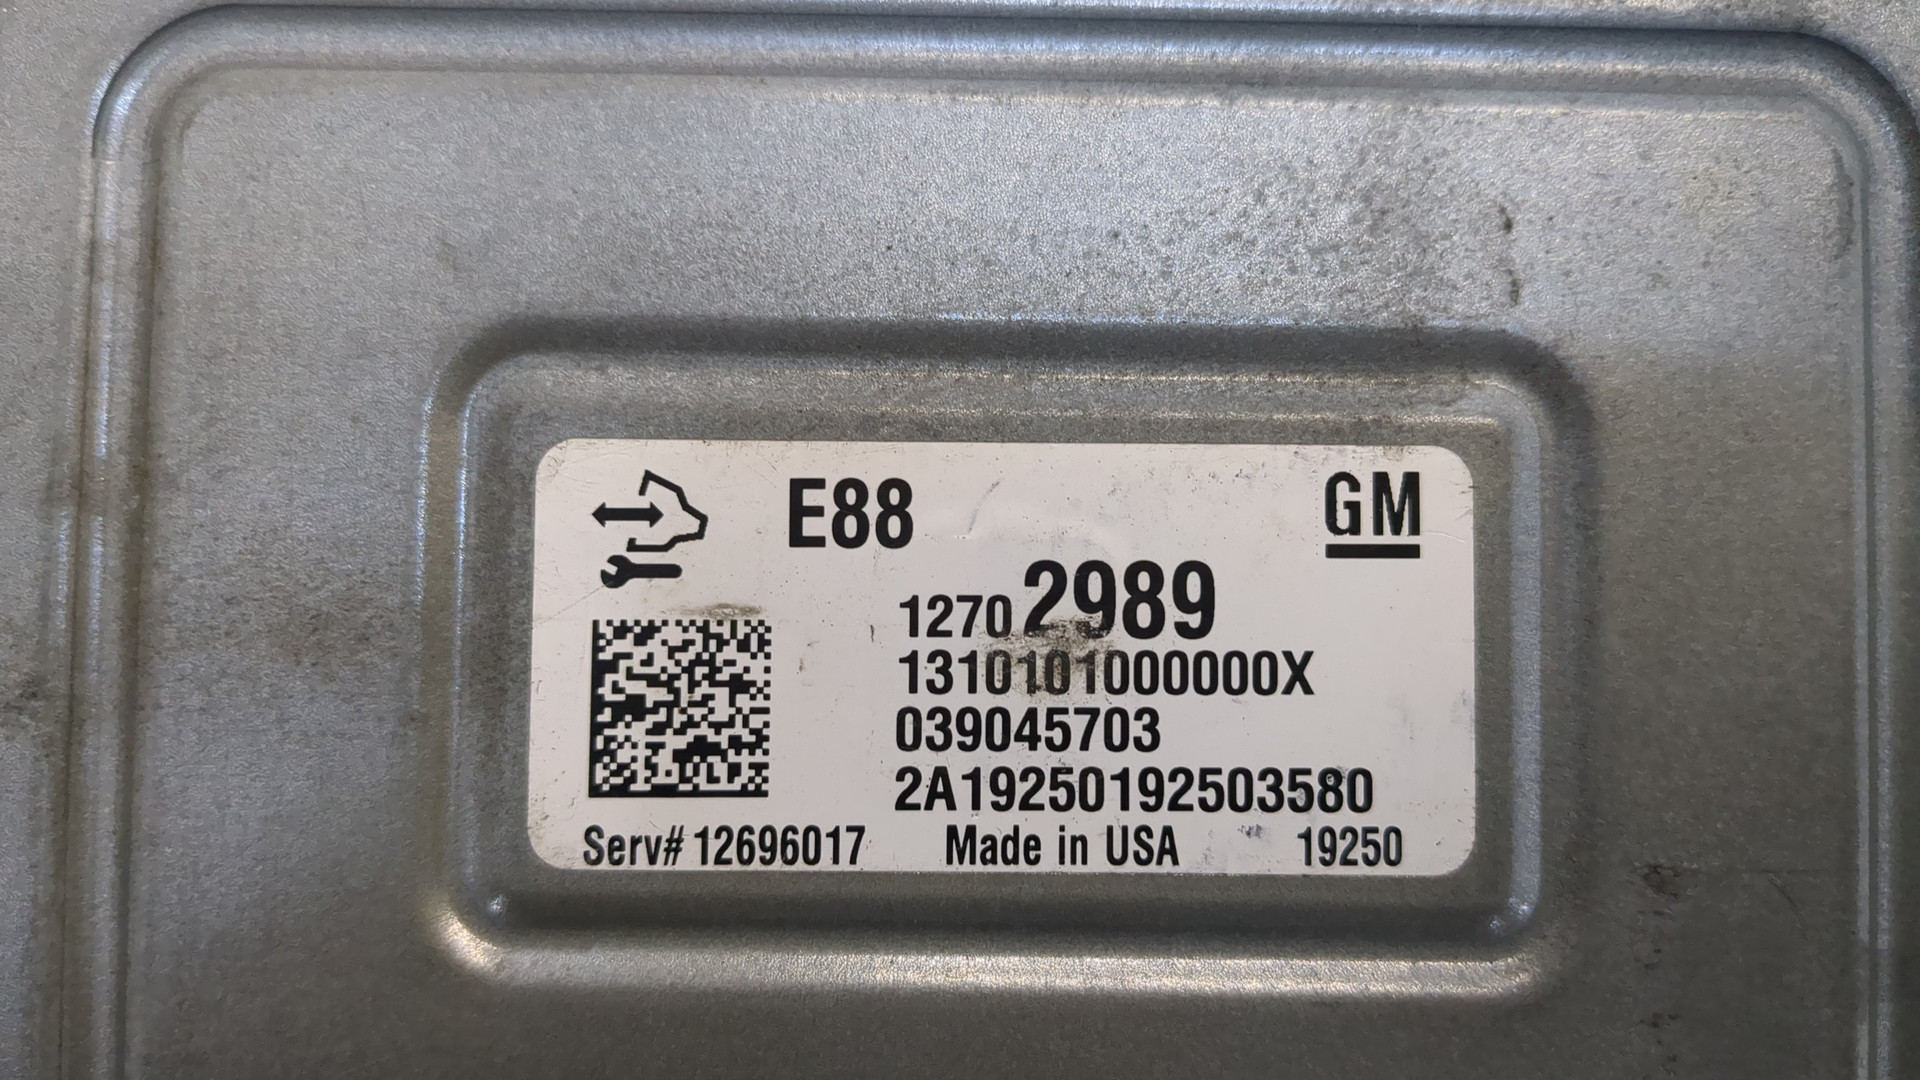 E88 GM
12702989
1310101000000X
039045703
2A19250192503580
Serv# 12696017 Made in USA 19250